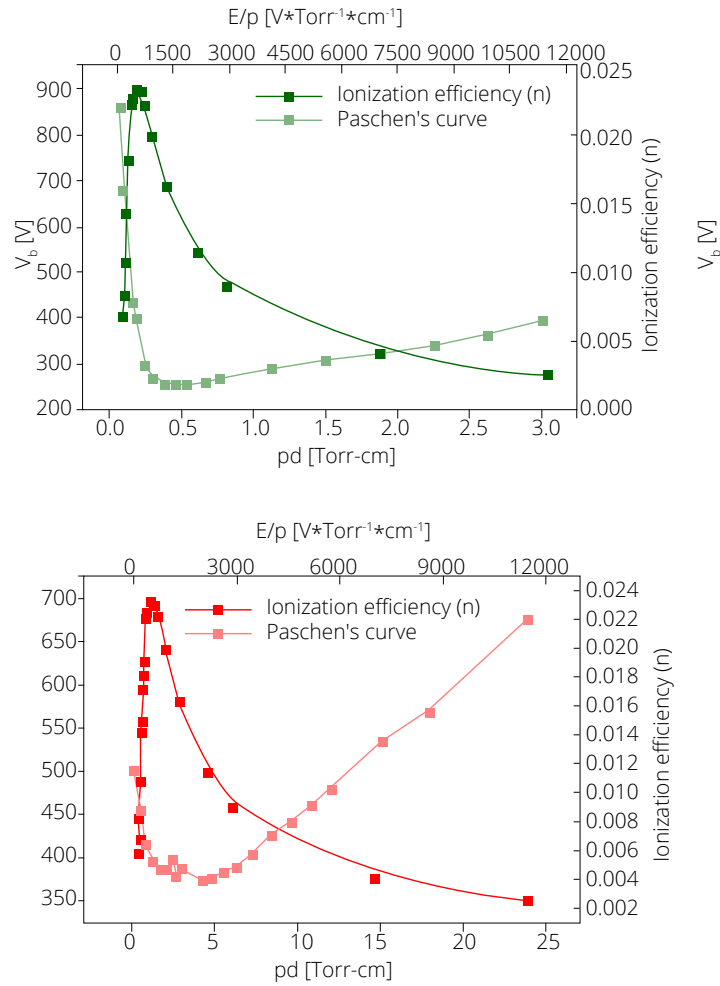 E/p [V*Torr⁻¹*cm⁻¹]
0 750 1500 3000 4500 5500 7500 8500 9500 11500 12000
Ionization efficiency (n)
Paschen's curve
900
800
700
600
500
400
300
200
V_b [V]
0.025
0.020
0.015
0.010
0.005
0.000
Ionization efficiency (n)
V_b [V]
0.0 0.5 1.0 1.5 2.0 2.5 3.0
pd [Torr-cm]
E/p [V*Torr⁻¹*cm⁻¹]
0 3000 6000 9000 12000
Ionization efficiency (n)
Paschen's curve
700
650
600
550
500
450
400
350
0.024
0.022
0.020
0.018
0.016
0.014
0.012
0.010
0.008
0.006
0.004
0.002
Ionization efficiency (n)
0 5 10 15 20 25
pd [Torr-cm]